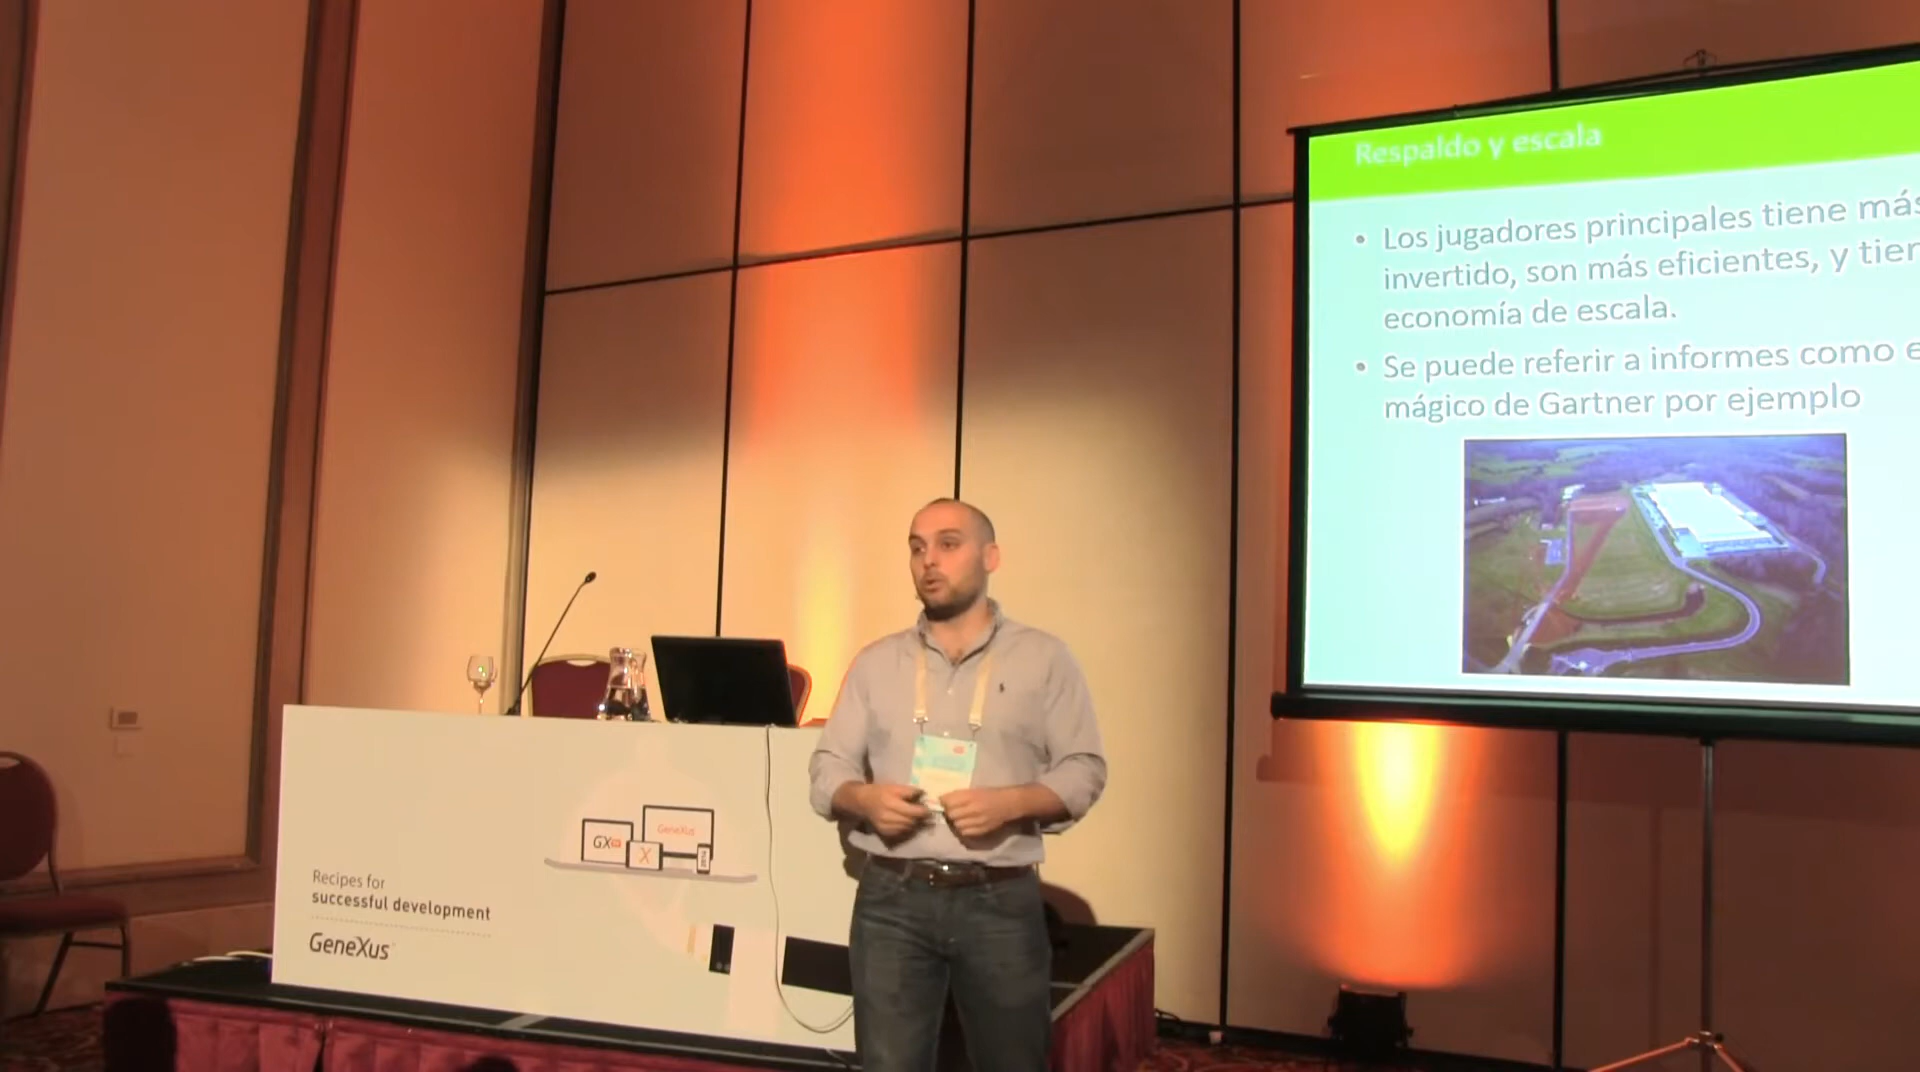 Respaldo y escala
• Los jugadores principales tiene más
invertido, son más eficientes, y tien
economía de escala.
• Se puede referir a informes como e
mágico de Gartner por ejemplo
GX
GeneXus
X
Recipes for
successful development
GeneXus